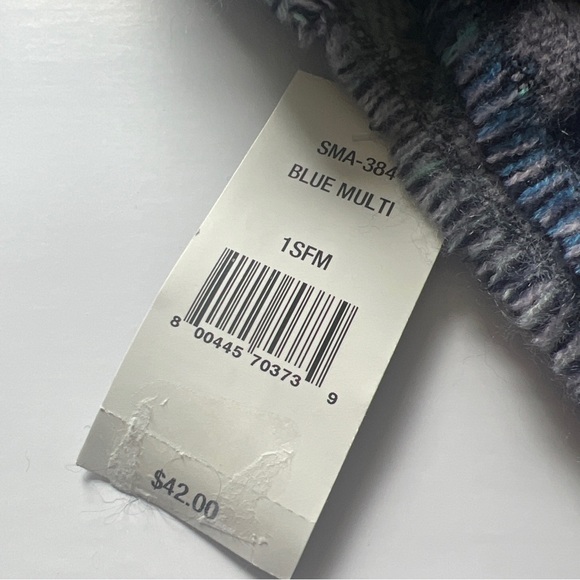 SMA-384
BLUE MULTI
1SFM
8 00445 70373 9
$42.00